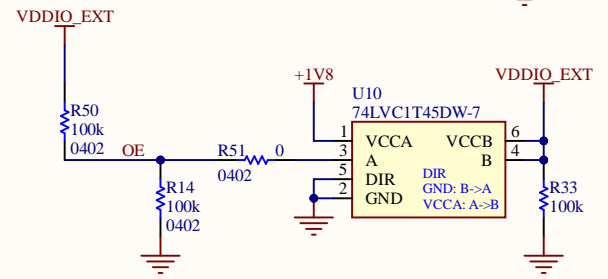 VDDIO_EXT
R50
100k
0402
OE
R14
100k
0402
R51
0
0402
+1V8
U10
74LVC1T45DW-7
1 VCCA VCCB 6
3 A B 4
5 DIR
2 GND
DIR
GND: B->A
VCCA: A->B
VDDIO_EXT
R33
100k